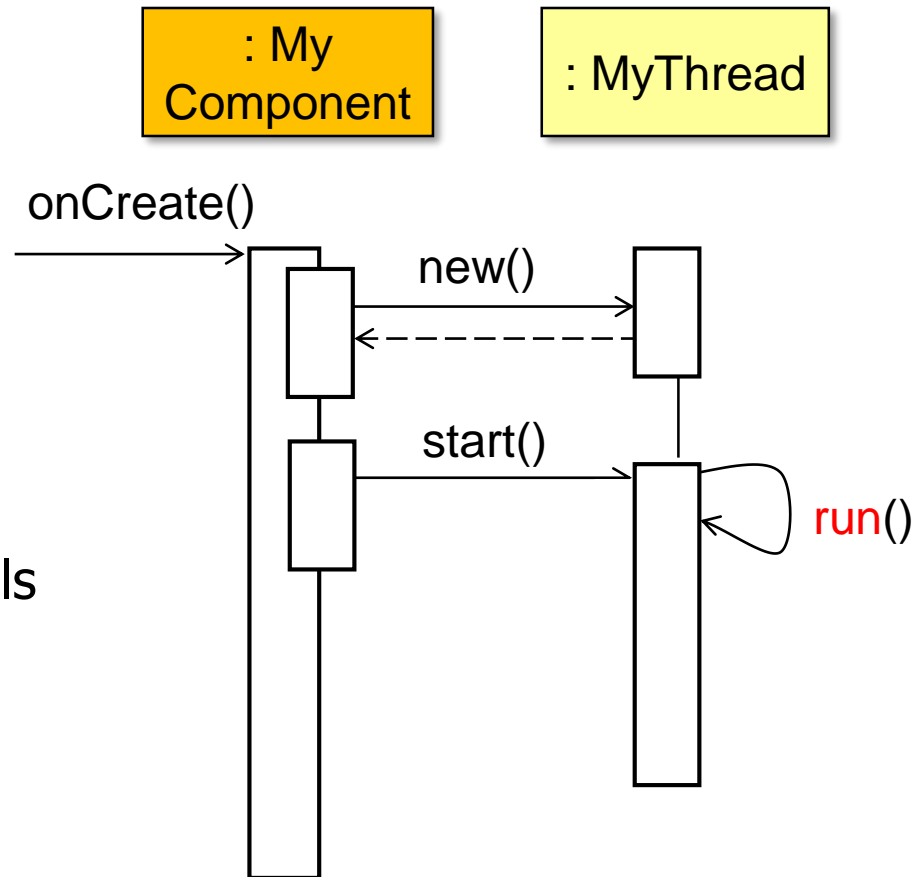 : My
Component
: MyThread
onCreate()
new()
start()
run()
ls